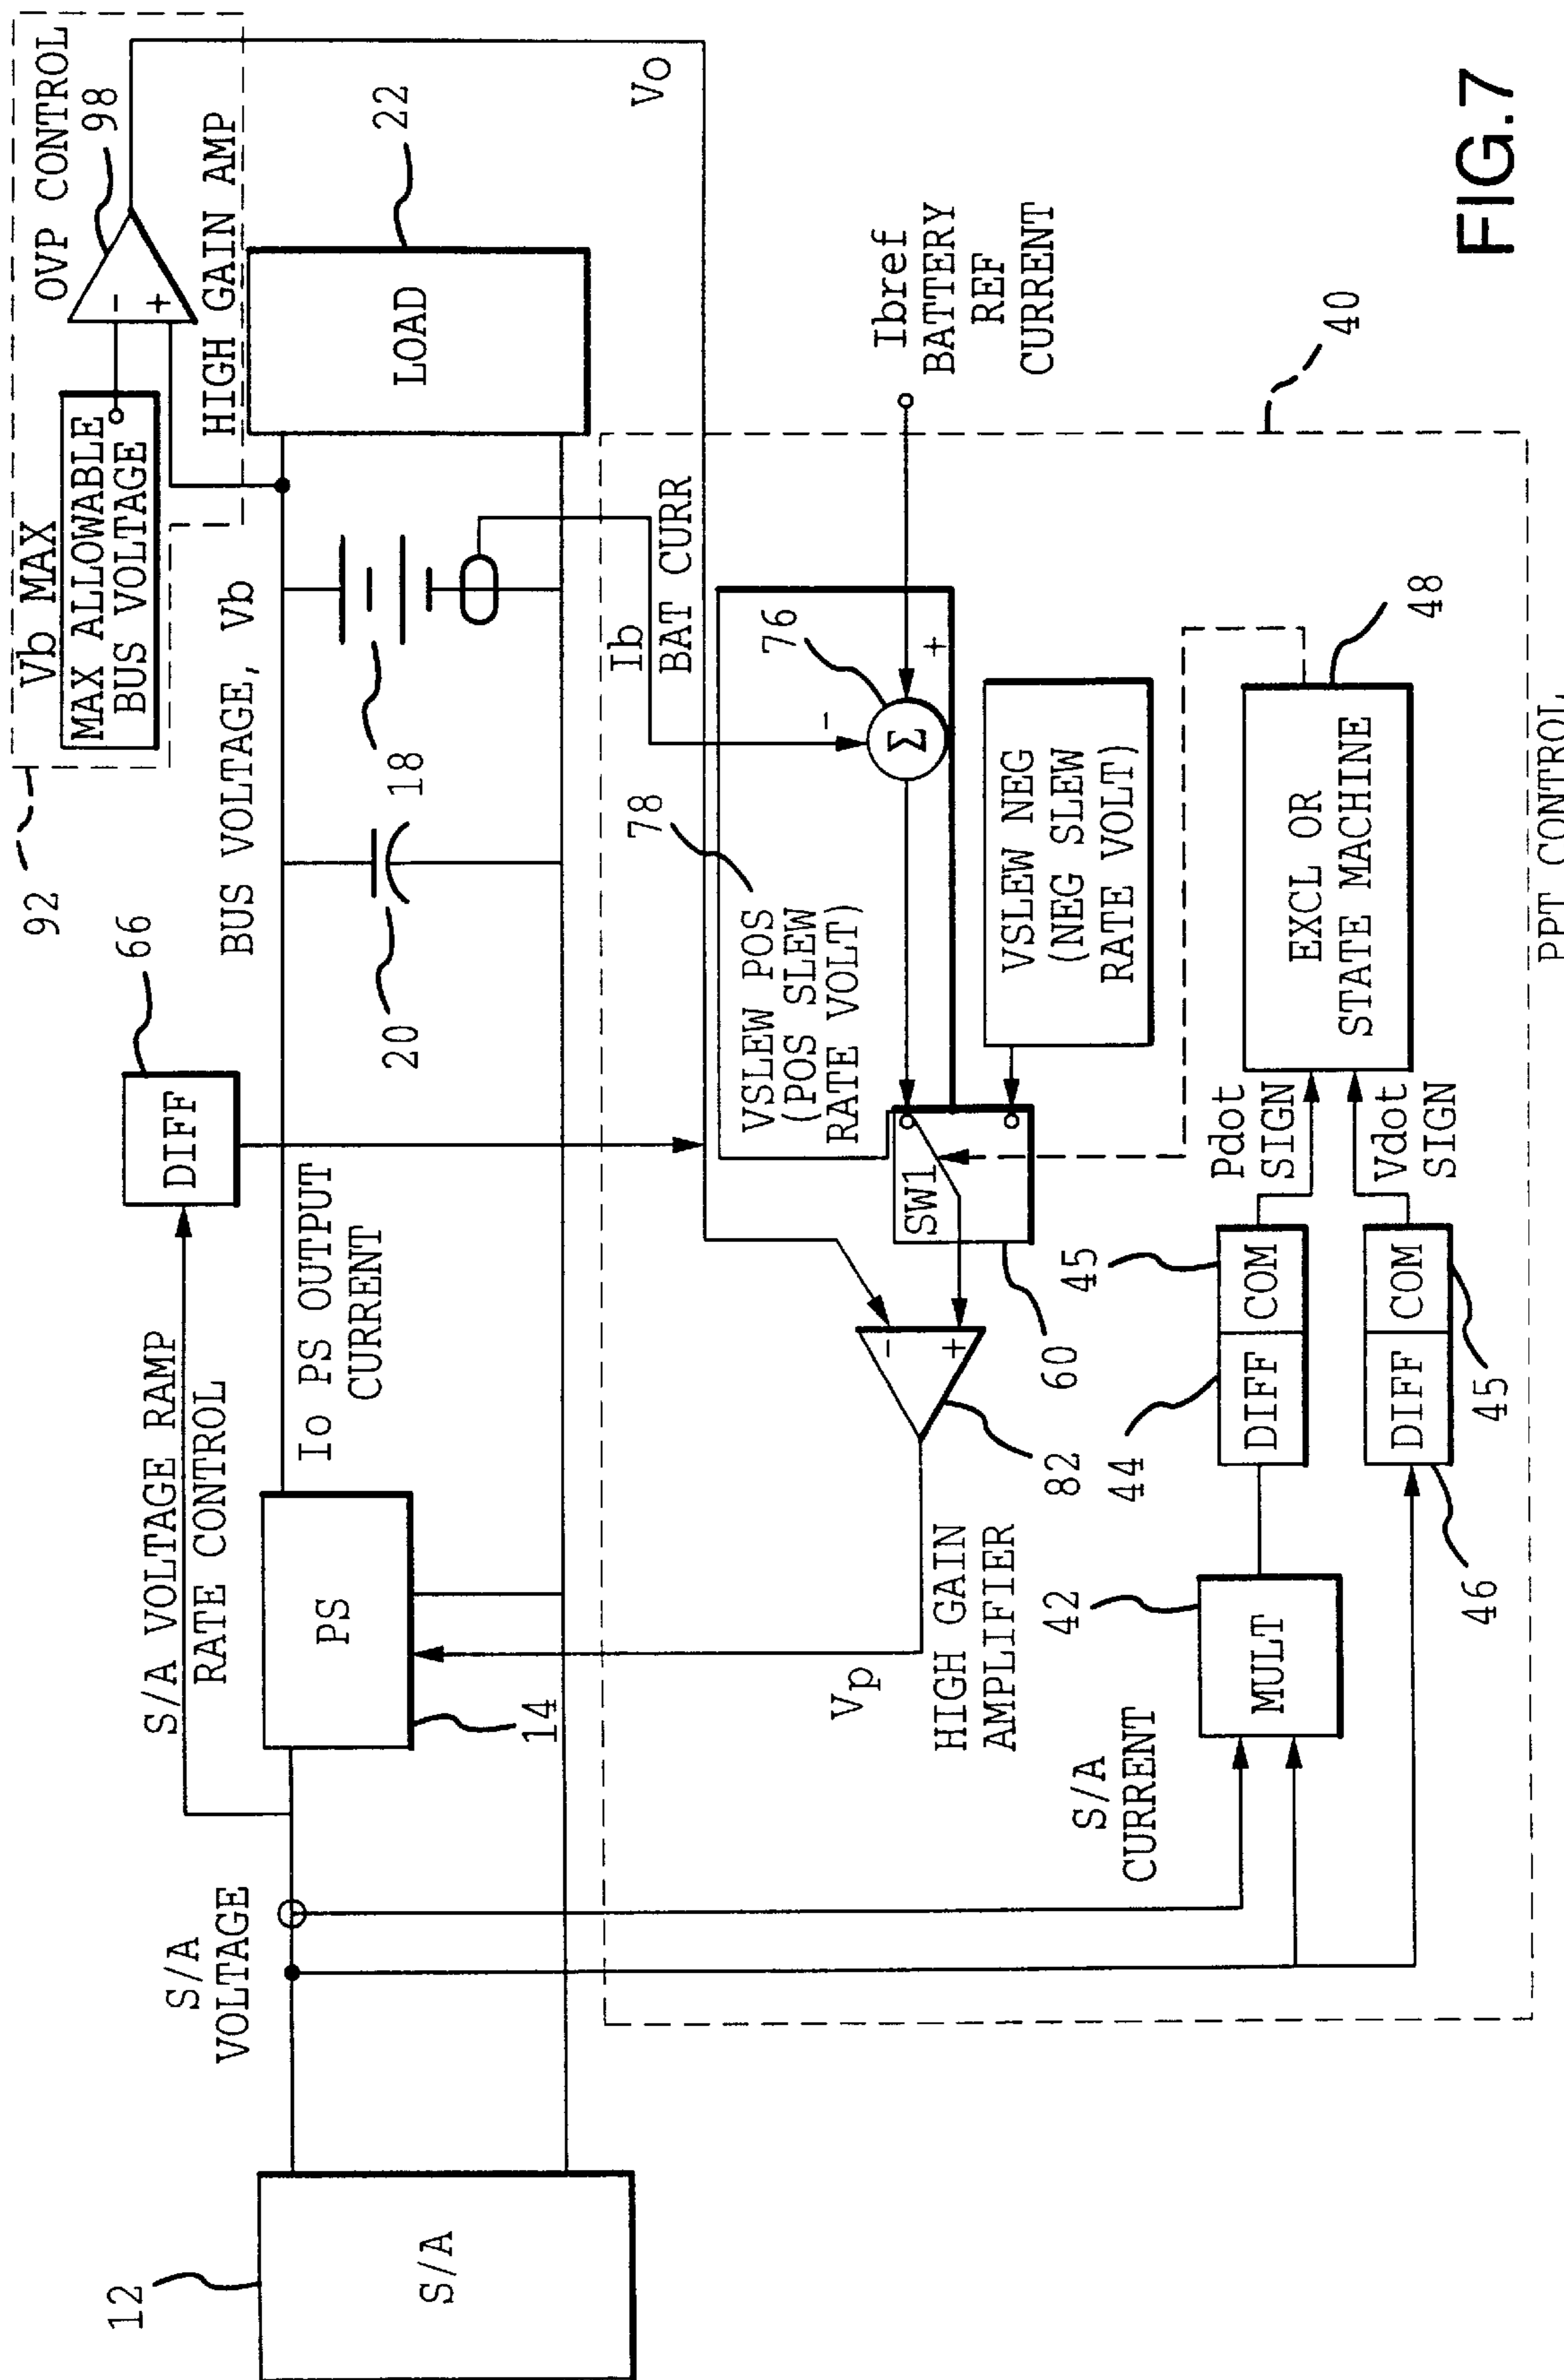 92
Vb MAX
MAX ALLOWABLE
BUS VOLTAGE
OVP CONTROL
98
-
+
HIGH GAIN AMP
S/A VOLTAGE RAMP
RATE CONTROL
DIFF
66
BUS VOLTAGE, Vb
12
S/A
S/A
VOLTAGE
PS
14
Io PS OUTPUT
CURRENT
20
18
LOAD
22
Vo
Ib
BAT CURR
78
VSLEW POS
(POS SLEW
RATE VOLT)
76
-
Σ
+
Ibref
BATTERY
REF
CURRENT
Vp
HIGH GAIN
AMPLIFIER
82
-
+
SW1
60
VSLEW NEG
(NEG SLEW
RATE VOLT)
40
S/A
CURRENT
MULT
42
44
DIFF
COM
45
Pdot
SIGN
46
DIFF
COM
45
Vdot
SIGN
EXCL OR
STATE MACHINE
48
PPT CONTROL
FIG.7